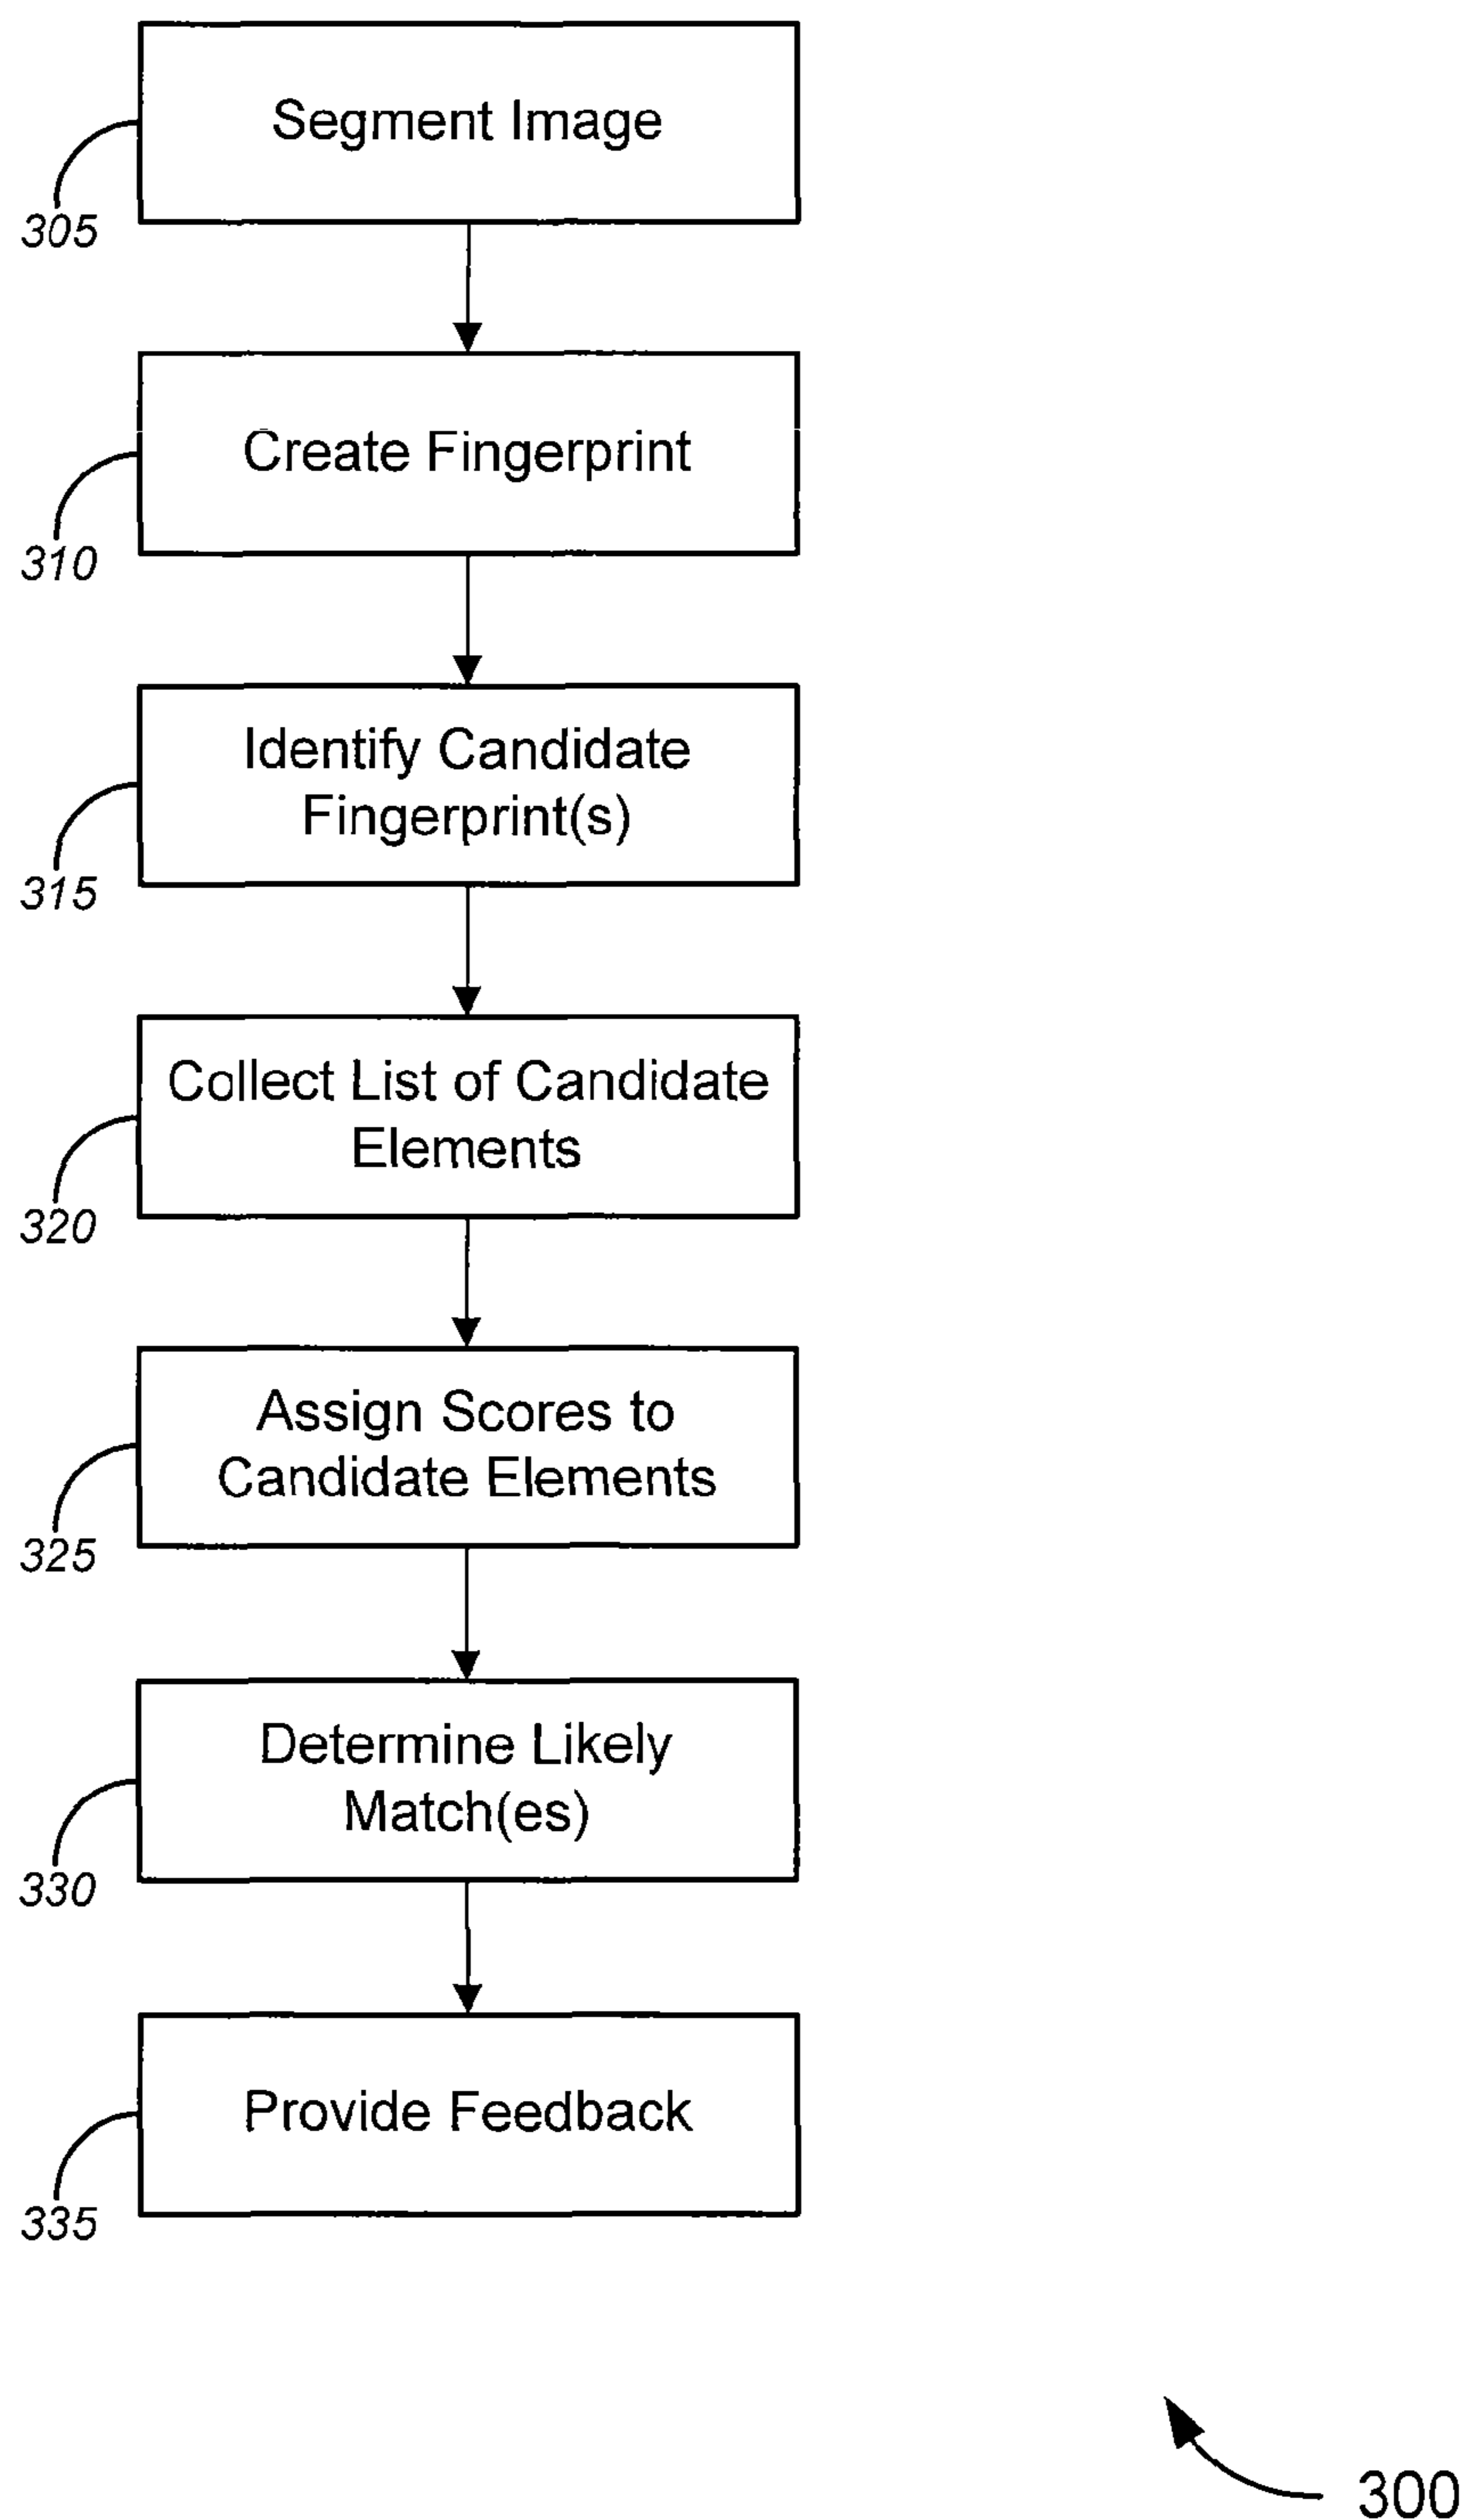 Segment Image
305
Create Fingerprint
310
Identify Candidate
Fingerprint(s)
315
Collect List of Candidate
Elements
320
Assign Scores to
Candidate Elements
325
Determine Likely
Match(es)
330
Provide Feedback
335
300